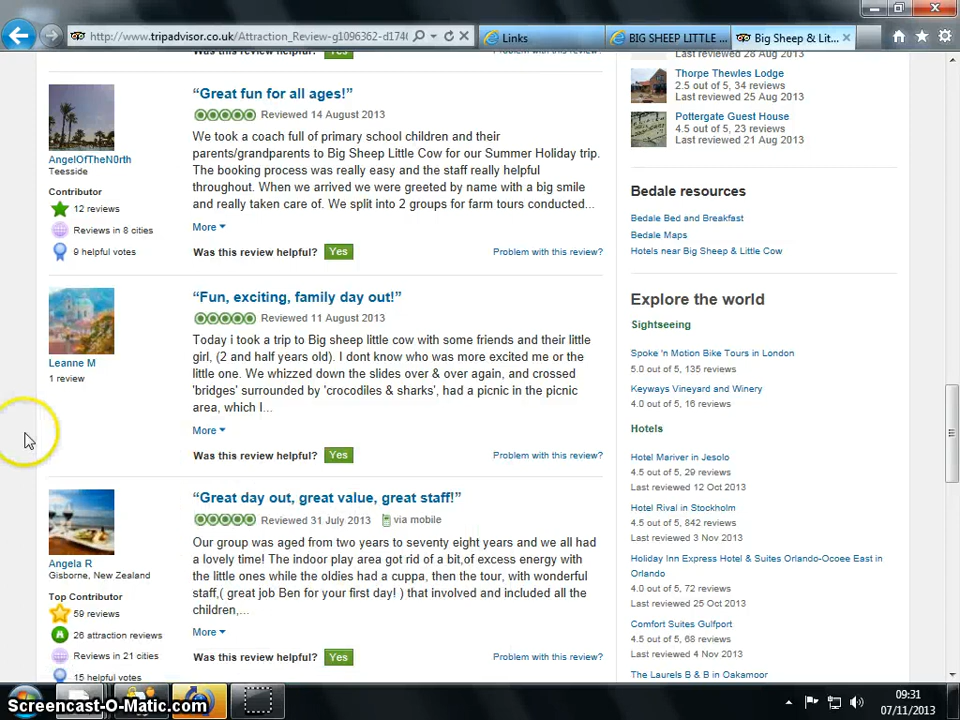 http://www.tripadvisor.co.uk/Attraction_Review-g1096362-d1740
Links
BIG SHEEP LITTLE ...
Big Sheep & Lit...
Was this review helpful? Yes
Problem with this review?
“Great fun for all ages!”
Reviewed 14 August 2013
AngelOfTheN0rth
Teesside
Contributor
12 reviews
Reviews in 8 cities
9 helpful votes
We took a coach full of primary school children and their
parents/grandparents to Big Sheep Little Cow for our Summer Holiday trip.
The booking process was really easy and the staff really helpful
throughout. When we arrived we were greeted by name with a big smile
and really taken care of. We split into 2 groups for farm tours conducted...
More
Was this review helpful? Yes
Problem with this review?
“Fun, exciting, family day out!”
Reviewed 11 August 2013
Leanne M
1 review
Today i took a trip to Big sheep little cow with some friends and their little
girl, (2 and half years old). I dont know who was more excited me or the
little one. We whizzed down the slides over & over again, and crossed
'bridges' surrounded by 'crocodiles & sharks', had a picnic in the picnic
area, which I...
More
Was this review helpful? Yes
Problem with this review?
“Great day out, great value, great staff!”
Reviewed 31 July 2013 via mobile
Angela R
Gisborne, New Zealand
Top Contributor
59 reviews
26 attraction reviews
Reviews in 21 cities
15 helpful votes
Our group was aged from two years to seventy eight years and we all had
a lovely time! The indoor play area got rid of a bit,of excess energy with
the little ones while the oldies had a cuppa, then the tour, with wonderful
staff,( great job Ben for your first day! ) that involved and included all the
children,...
More
Was this review helpful? Yes
Problem with this review?
Last reviewed 28 Aug 2013
Thorpe Thewles Lodge
2.5 out of 5, 34 reviews
Last reviewed 25 Aug 2013
Pottergate Guest House
4.5 out of 5, 23 reviews
Last reviewed 21 Aug 2013
Bedale resources
Bedale Bed and Breakfast
Bedale Maps
Hotels near Big Sheep & Little Cow
Explore the world
Sightseeing
Spoke 'n Motion Bike Tours in London
5.0 out of 5, 135 reviews
Keyways Vineyard and Winery
4.0 out of 5, 16 reviews
Hotels
Hotel Mariver in Jesolo
4.5 out of 5, 29 reviews
Last reviewed 12 Oct 2013
Hotel Rival in Stockholm
4.5 out of 5, 842 reviews
Last reviewed 3 Nov 2013
Holiday Inn Express Hotel & Suites Orlando-Ocoee East in
Orlando
4.0 out of 5, 72 reviews
Last reviewed 25 Oct 2013
Comfort Suites Gulfport
4.5 out of 5, 68 reviews
Last reviewed 4 Nov 2013
The Laurels B & B in Oakamoor
Screencast-O-Matic.com
09:31
07/11/2013